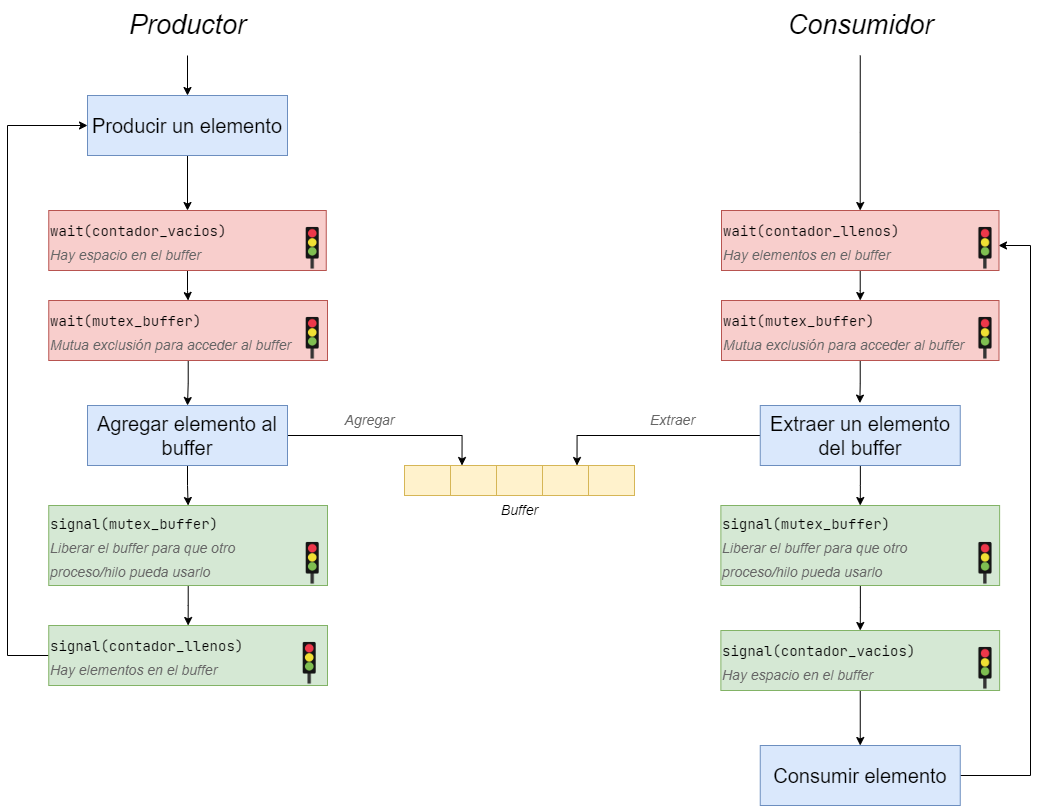 Productor
Producir un elemento
wait(contador_vacios)
Hay espacio en el buffer
wait(mutex_buffer)
Mutua exclusión para acceder al buffer
Agregar elemento al
buffer
signal(mutex_buffer)
Liberar el buffer para que otro
proceso/hilo pueda usarlo
signal(contador_llenos)
Hay elementos en el buffer
Agregar
Extraer
Buffer
Consumidor
wait(contador_llenos)
Hay elementos en el buffer
wait(mutex_buffer)
Mutua exclusión para acceder al buffer
Extraer un elemento
del buffer
signal(mutex_buffer)
Liberar el buffer para que otro
proceso/hilo pueda usarlo
signal(contador_vacios)
Hay espacio en el buffer
Consumir elemento